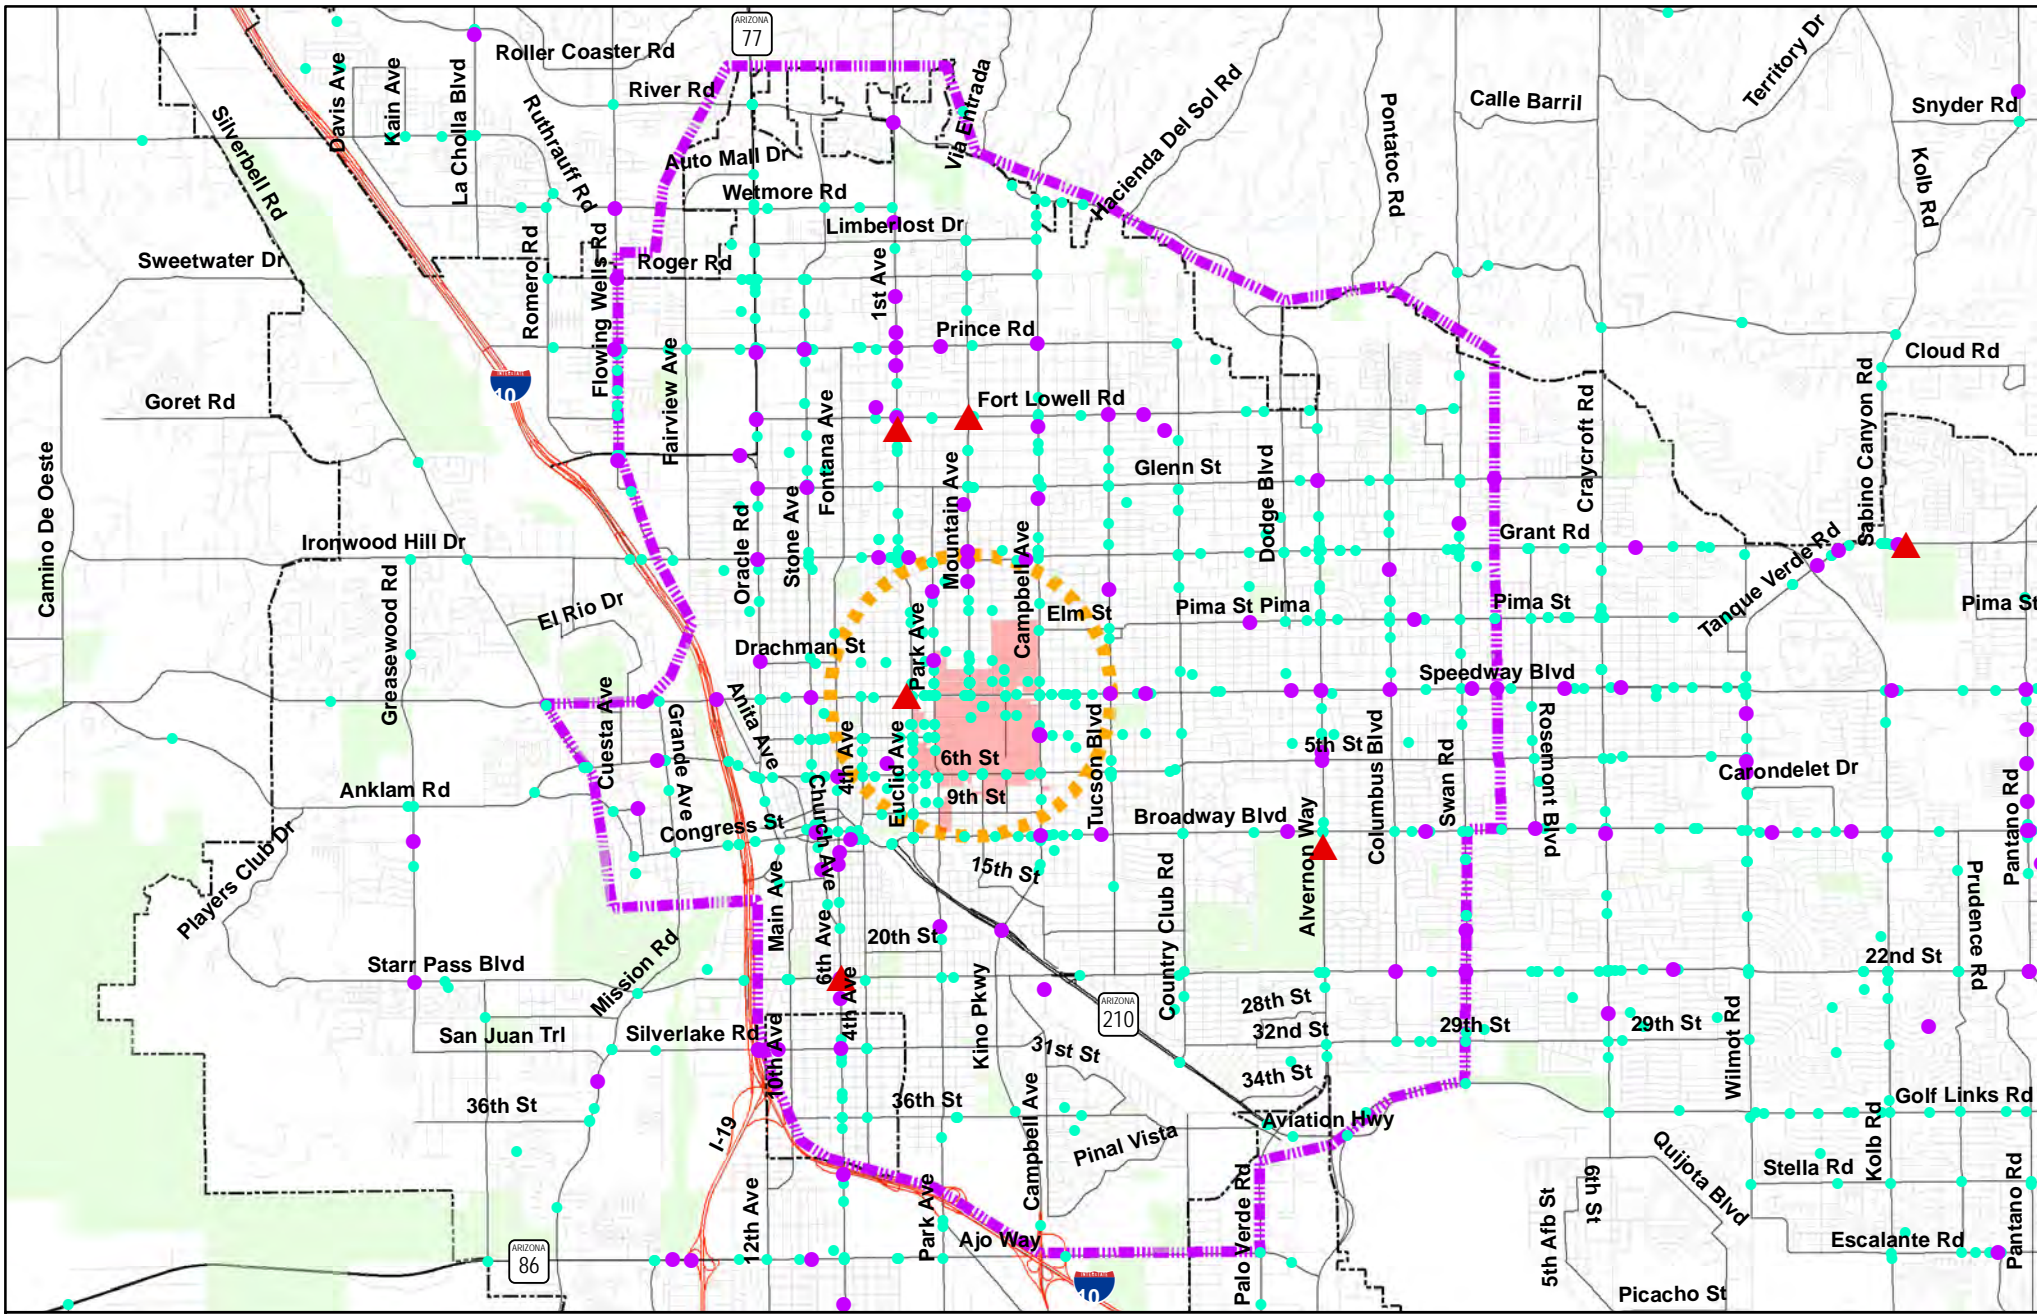 ARIZONA
77
Roller Coaster Rd
River Rd
Davis Ave
Kain Ave
La Cholla Blvd
Ruthrauff Rd
Silverbell Rd
Auto Mall Dr
Wetmore Rd
Limberlost Dr
Via Entrada
Hacienda Del Sol Rd
Pontatoc Rd
Calle Barril
Territory Dr
Snyder Rd
Kolb Rd
Sweetwater Dr
Romero Rd
Flowing Wells Rd
Roger Rd
1st Ave
Prince Rd
Cloud Rd
10
Fairview Ave
Goret Rd
Fontana Ave
Fort Lowell Rd
Craycroft Rd
Sabino Canyon Rd
Camino De Oeste
Glenn St
Dodge Blvd
Mountain Ave
Stone Ave
Oracle Rd
Campbell Ave
Ironwood Hill Dr
Grant Rd
Tanque Verde Rd
Greasewood Rd
El Rio Dr
Park Ave
Elm St
Pima St
Pima
Pima St
Pima St
Drachman St
Speedway Blvd
Cuesta Ave
Grande Ave
Anita Ave
4th Ave
Euclid Ave
6th St
Tucson Blvd
5th St
Columbus Blvd
Swan Rd
Rosemont Blvd
Carondelet Dr
Pantano Rd
Anklam Rd
9th St
Church Ave
Congress St
Broadway Blvd
Alvernon Way
Players Club Dr
15th St
Main Ave
6th Ave
20th St
Country Club Rd
Prudence Rd
22nd St
Starr Pass Blvd
Mission Rd
4th Ave
Kino Pkwy
ARIZONA
210
28th St
32nd St
29th St
29th St
Wilmot Rd
San Juan Trl
Silverlake Rd
10th Ave
31st St
34th St
36th St
36th St
Campbell Ave
Aviation Hwy
Golf Links Rd
Kolb Rd
I-19
Pinal Vista
Quijota Blvd
Stella Rd
Pantano Rd
12th Ave
Park Ave
Palo Verde Rd
5th Afb St
6th St
Ajo Way
Escalante Rd
ARIZONA
86
10
Picacho St